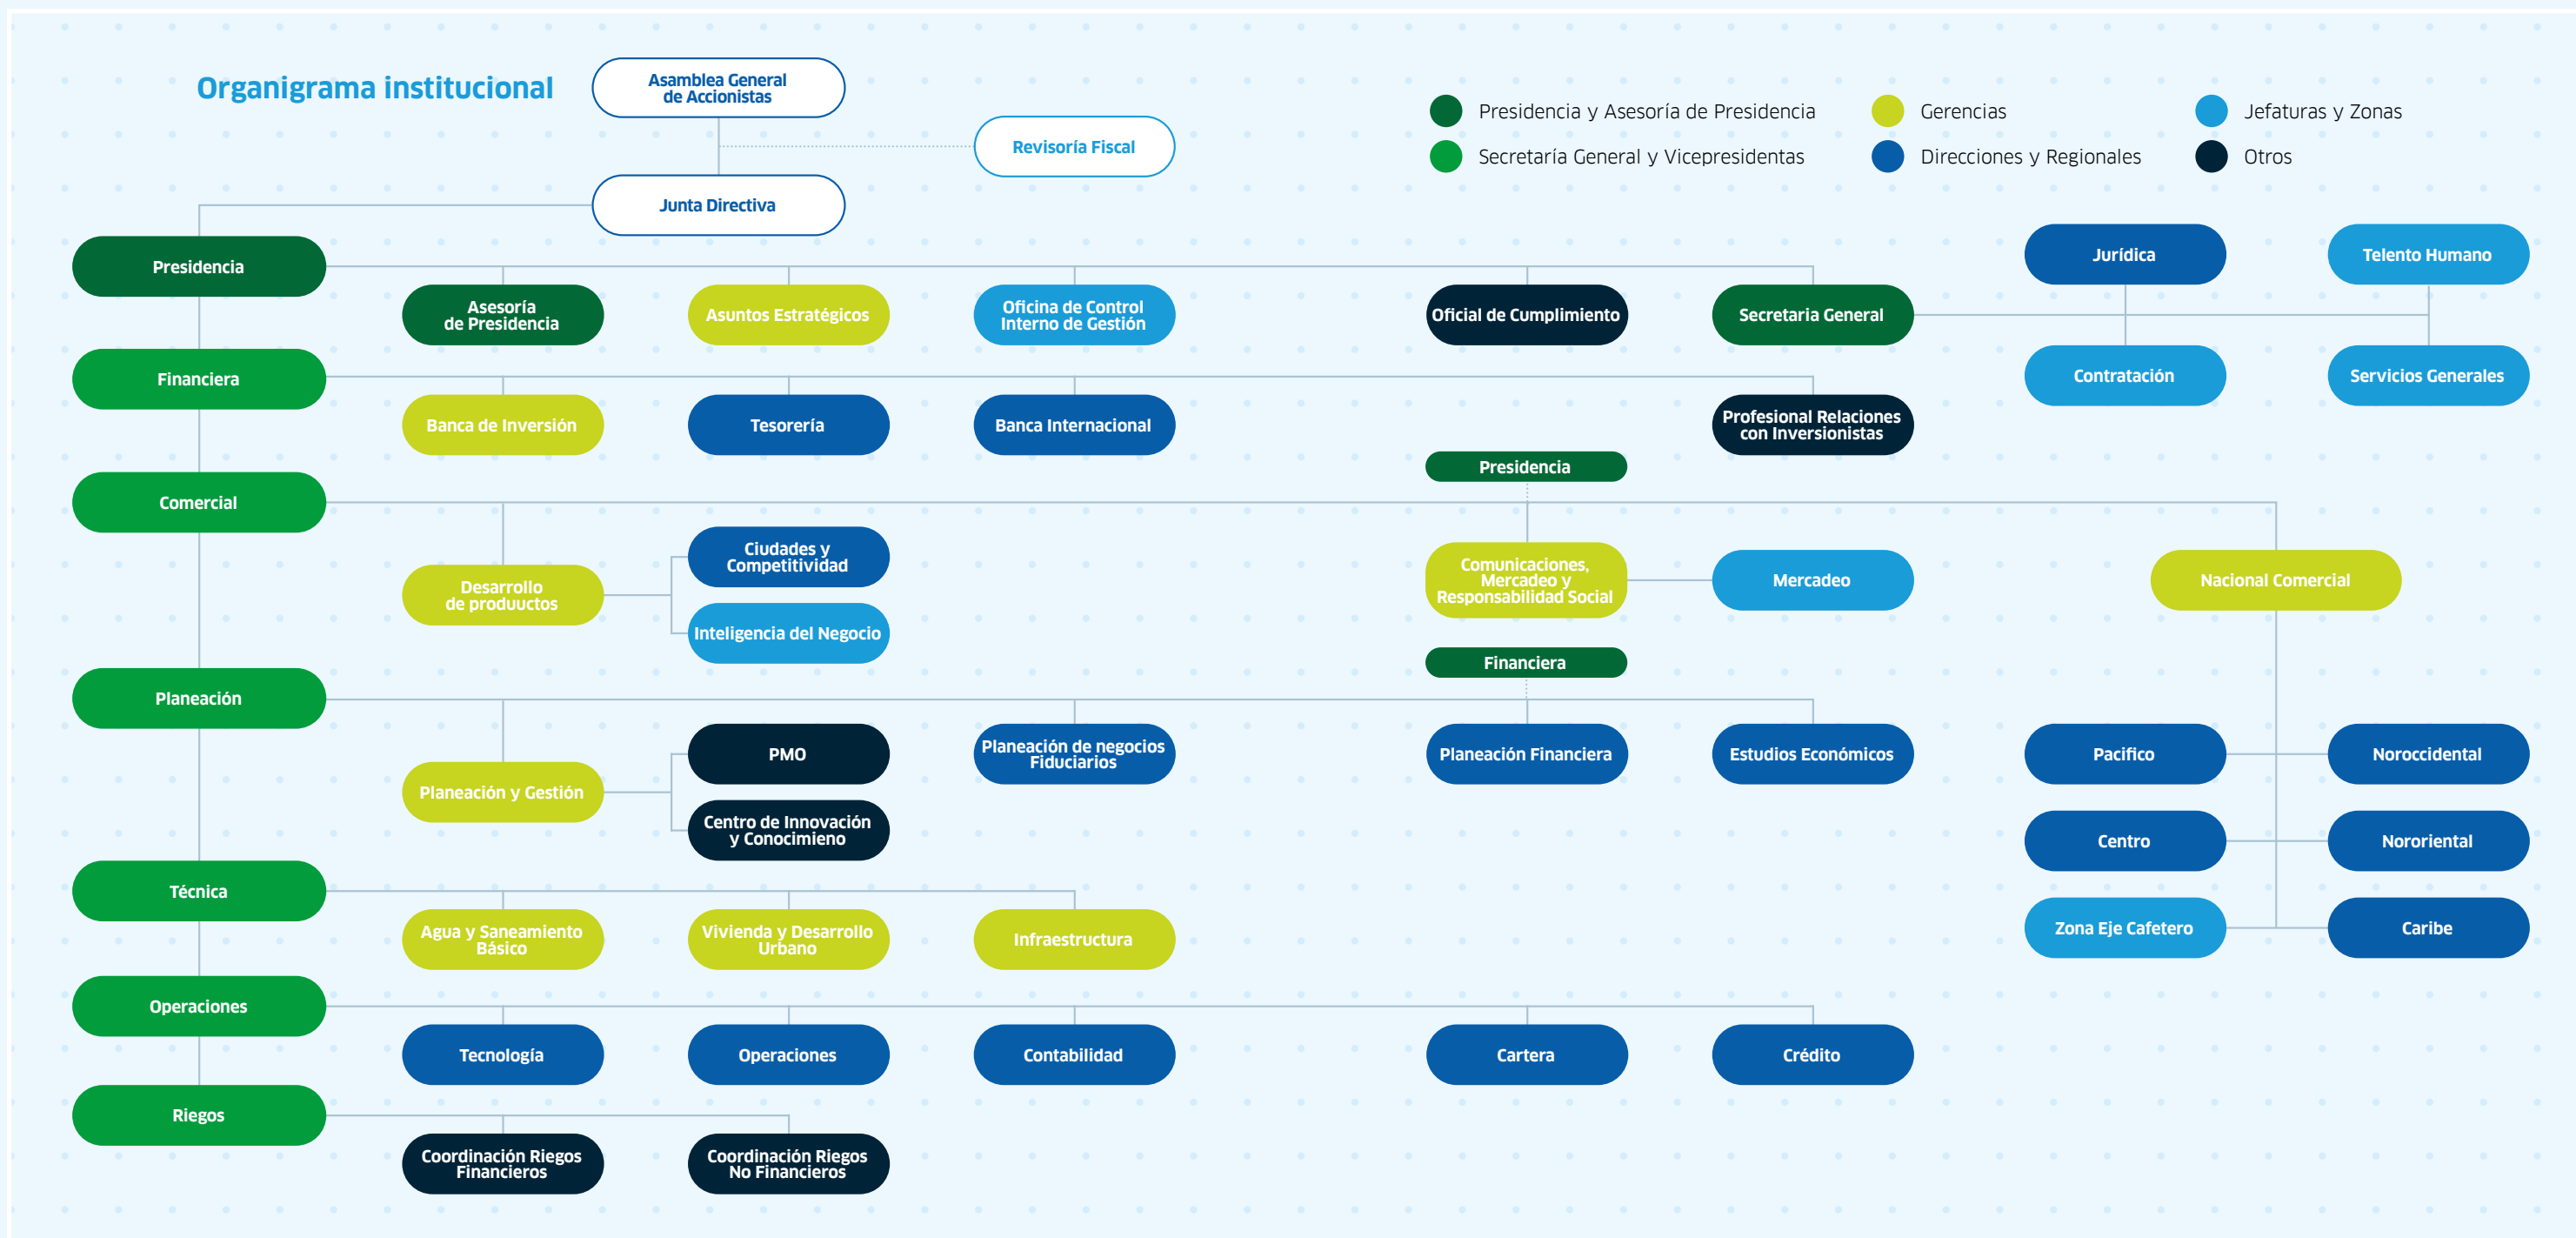 Organigrama institucional
Asamblea General
de Accionistas
Revisoría Fiscal
Junta Directiva
Presidencia y Asesoría de Presidencia
Secretaría General y Vicepresidentas
Gerencias
Direcciones y Regionales
Jefaturas y Zonas
Otros
Presidencia
Asesoría
de Presidencia
Asuntos Estratégicos
Oficina de Control
Interno de Gestión
Oficial de Cumplimiento
Secretaria General
Jurídica
Telento Humano
Contratación
Servicios Generales
Financiera
Banca de Inversión
Tesorería
Banca Internacional
Profesional Relaciones
con Inversionistas
Comercial
Desarrollo
de produuctos
Ciudades y
Competitividad
Inteligencia del Negocio
Presidencia
Comunicaciones,
Mercadeo y
Responsabilidad Social
Mercadeo
Nacional Comercial
Pacifico
Noroccidental
Centro
Nororiental
Zona Eje Cafetero
Caribe
Planeación
Planeación y Gestión
PMO
Centro de Innovación
y Conocimieno
Planeación de negocios
Fiduciarios
Financiera
Planeación Financiera
Estudios Económicos
Técnica
Agua y Saneamiento
Básico
Vivienda y Desarrollo
Urbano
Infraestructura
Operaciones
Tecnología
Operaciones
Contabilidad
Cartera
Crédito
Riegos
Coordinación Riegos
Financieros
Coordinación Riegos
No Financieros